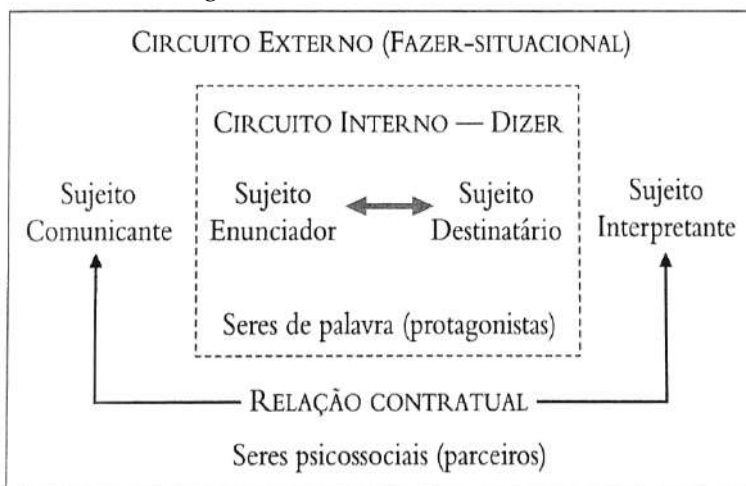 CIRCUITO EXTERNO (FAZER-SITUACIONAL)
CIRCUITO INTERNO — DIZER
Sujeito Comunicante
Sujeito Enunciador
Sujeito Destinatário
Sujeito Interpretante
Seres de palavra (protagonistas)
RELAÇÃO CONTRATUAL
Seres psicossociais (parceiros)